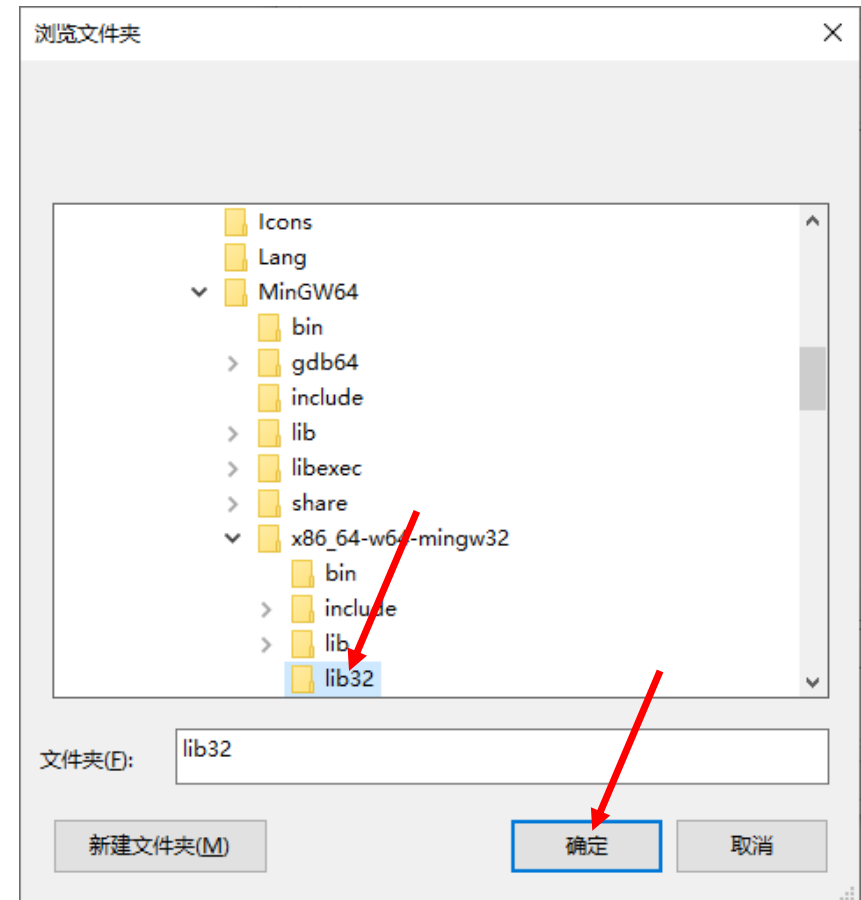 浏览文件夹
Icons
Lang
MinGW64
bin
gdb64
include
lib
libexec
share
x86_64-w64-mingw32
bin
include
lib
lib32
文件夹(F):
lib32
新建文件夹(M)
确定
取消